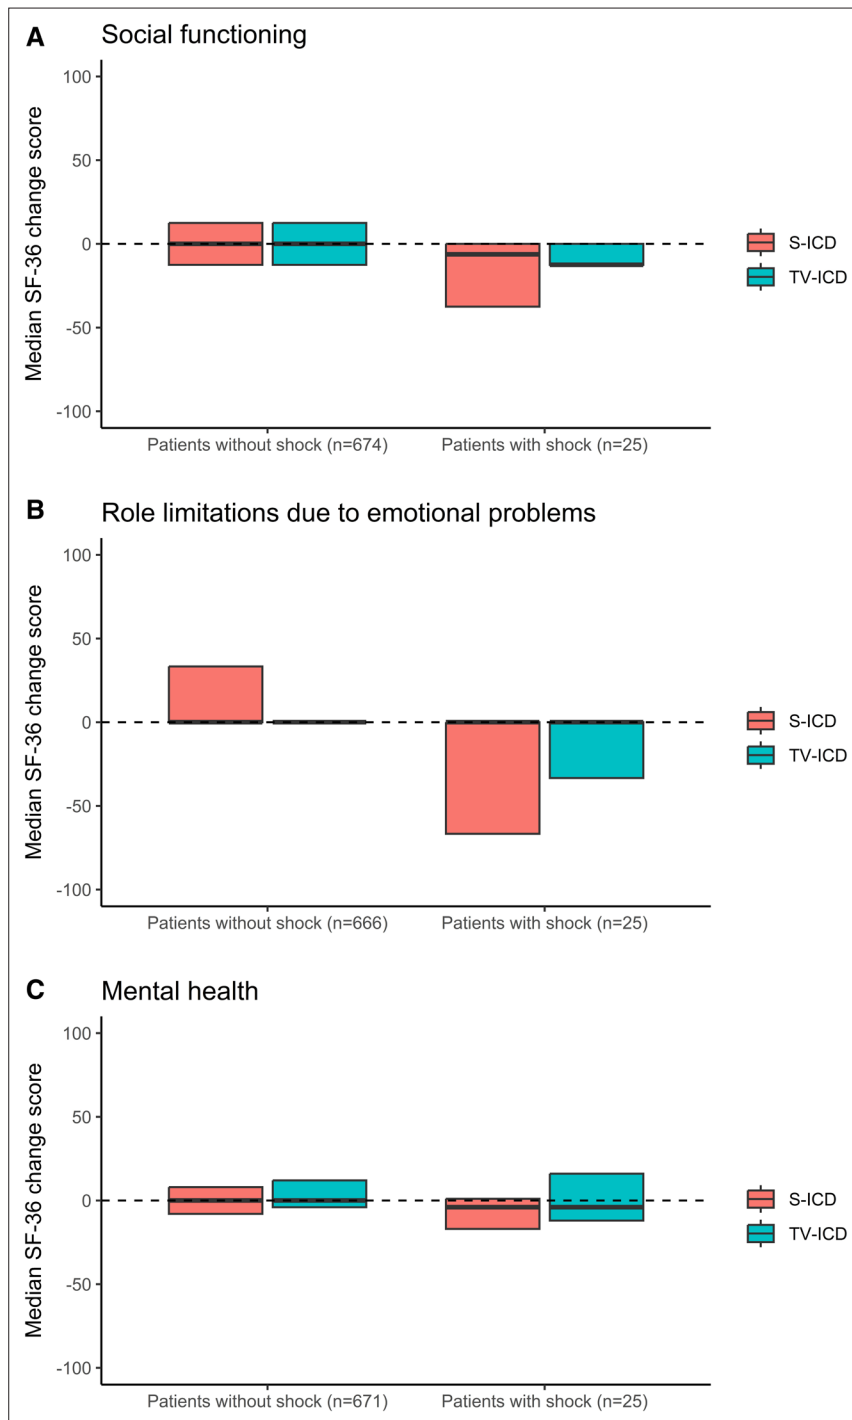 A Social functioning
Median SF-36 change score
100
50
0
-50
-100
Patients without shock (n=674) Patients with shock (n=25)
S-ICD
TV-ICD
B Role limitations due to emotional problems
Median SF-36 change score
100
50
0
-50
-100
Patients without shock (n=666) Patients with shock (n=25)
S-ICD
TV-ICD
C Mental health
Median SF-36 change score
100
50
0
-50
-100
Patients without shock (n=671) Patients with shock (n=25)
S-ICD
TV-ICD